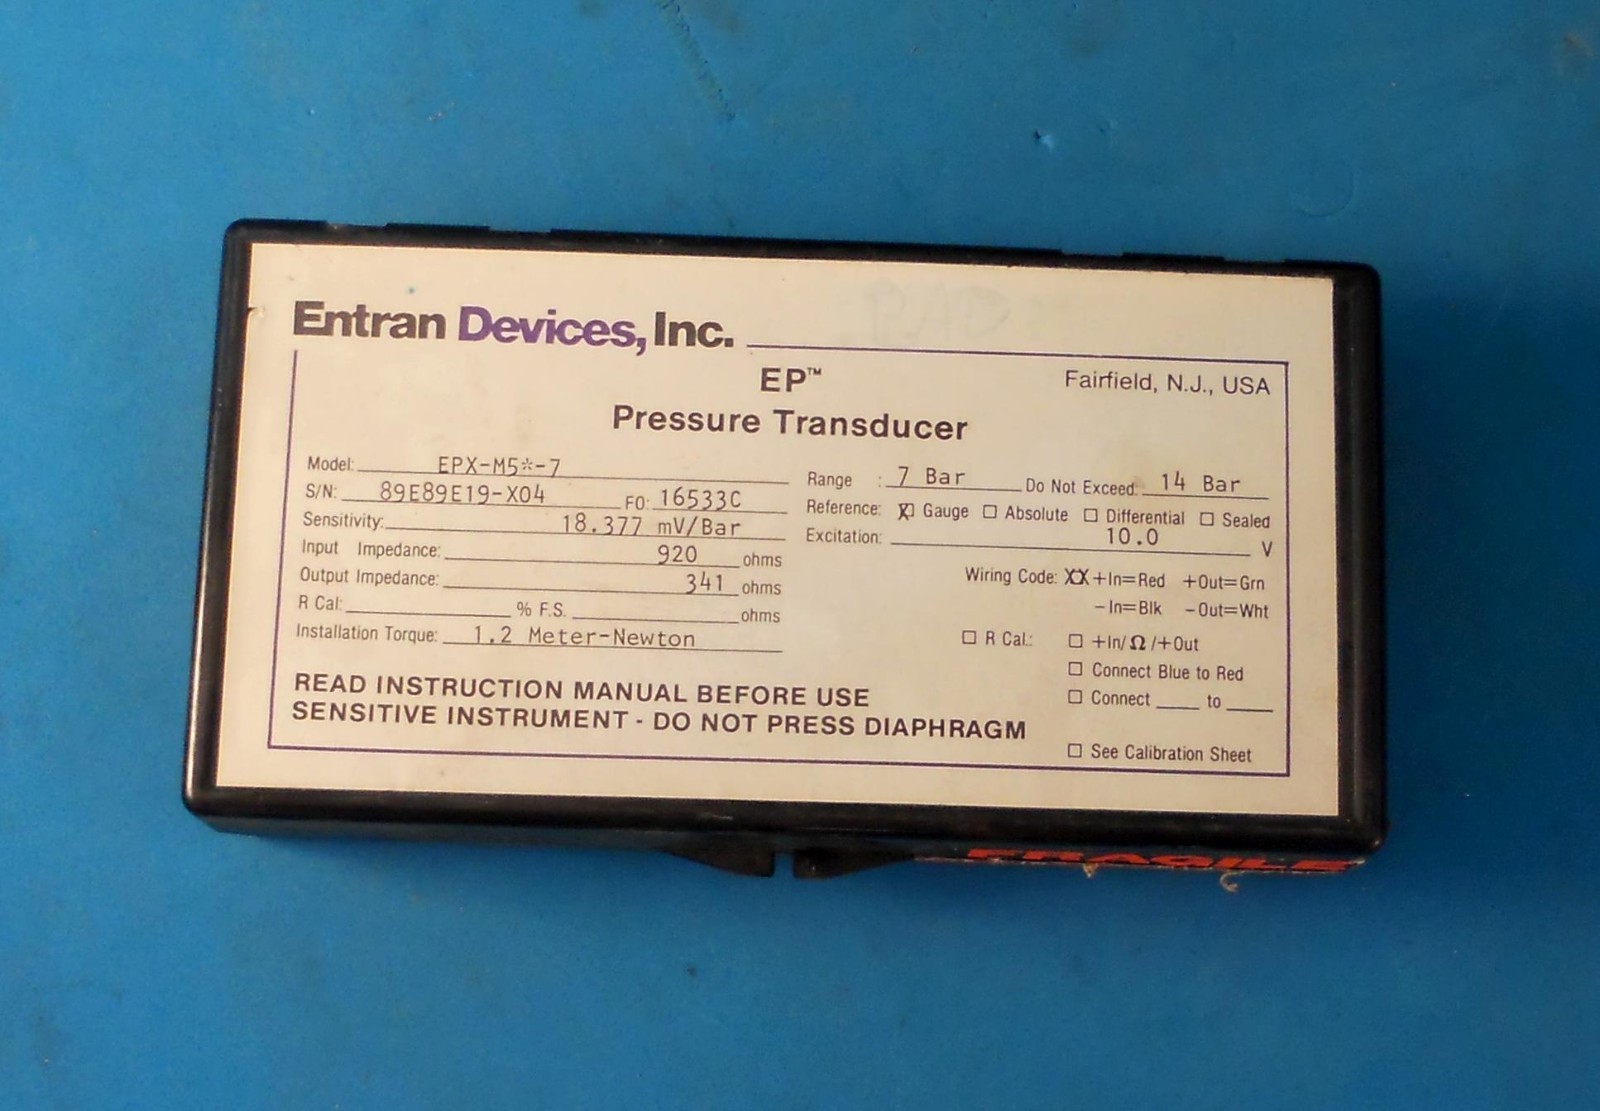 Entran Devices, Inc.
EP™
Fairfield, N.J., USA
Pressure Transducer
Model: EPX-M5*-7
S/N: 89E89E19-X04 FO: 16533C
Sensitivity: 18.377 mV/Bar
Input Impedance: 920 ohms
Output Impedance: 341 ohms
R Cal: % F.S. ohms
Installation Torque: 1.2 Meter-Newton
Range : 7 Bar Do Not Exceed: 14 Bar
Reference: X☐ Gauge ☐ Absolute ☐ Differential ☐ Sealed
Excitation: 10.0 V
Wiring Code: XX +In=Red +Out=Grn
-In=Blk -Out=Wht
☐ R Cal.: ☐ +In/Ω/+Out
☐ Connect Blue to Red
☐ Connect ____ to ____
☐ See Calibration Sheet
READ INSTRUCTION MANUAL BEFORE USE
SENSITIVE INSTRUMENT - DO NOT PRESS DIAPHRAGM
FRAGILE